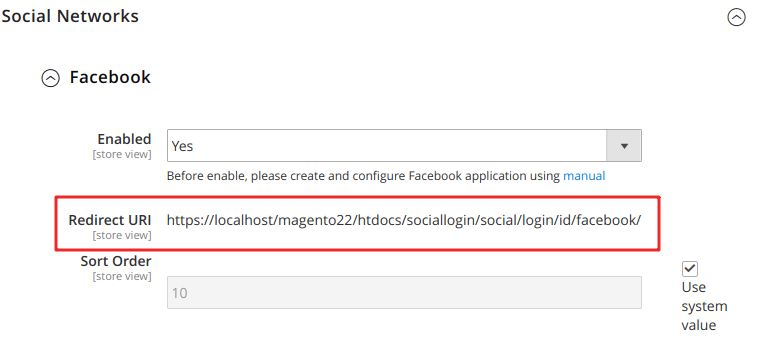 Social Networks
Facebook
Enabled
[store view]
Yes
Before enable, please create and configure Facebook application using manual
Redirect URI
[store view]
https://localhost/magento22/htdocs/sociallogin/social/login/id/facebook/
Sort Order
[store view]
10
Use
system
value